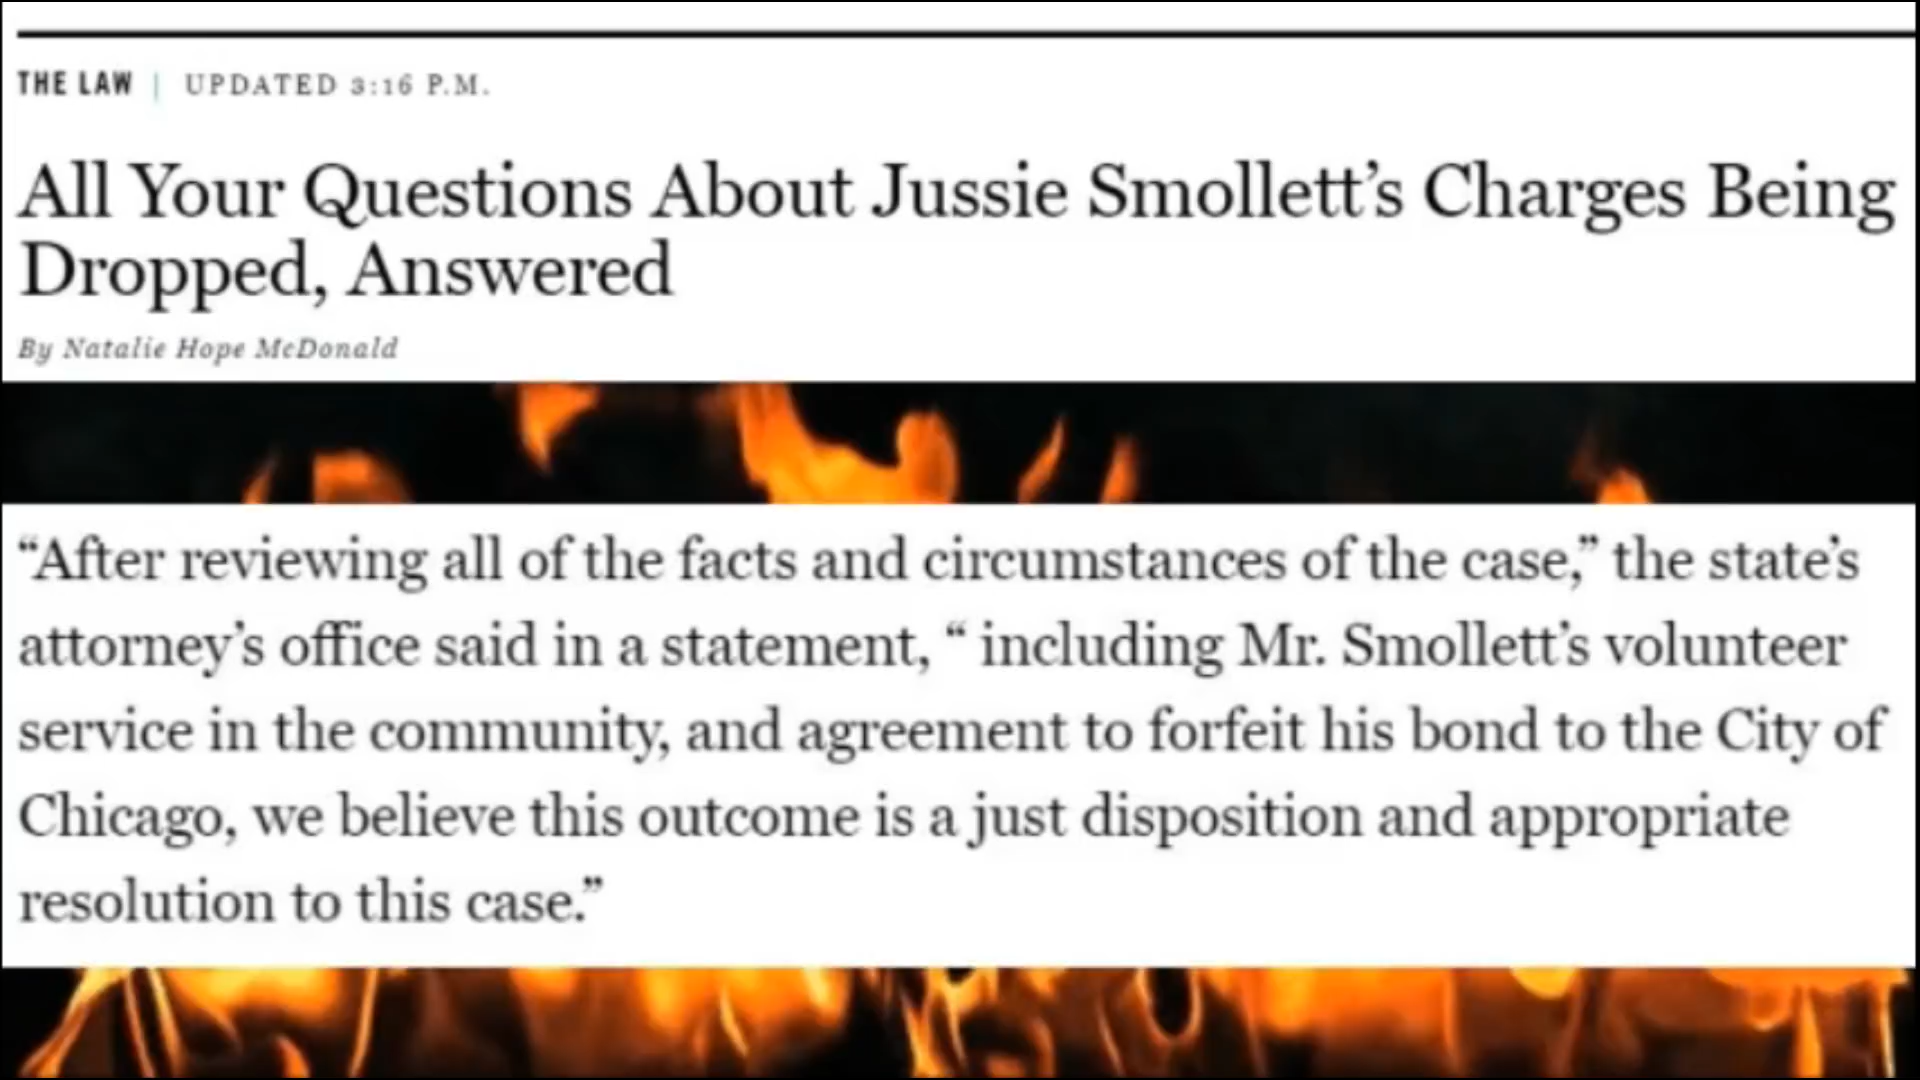 THE LAW | UPDATED 3:16 P.M.
All Your Questions About Jussie Smollett’s Charges Being
Dropped, Answered
By Natalie Hope McDonald
“After reviewing all of the facts and circumstances of the case,” the state’s
attorney’s office said in a statement, “ including Mr. Smollett’s volunteer
service in the community, and agreement to forfeit his bond to the City of
Chicago, we believe this outcome is a just disposition and appropriate
resolution to this case.”